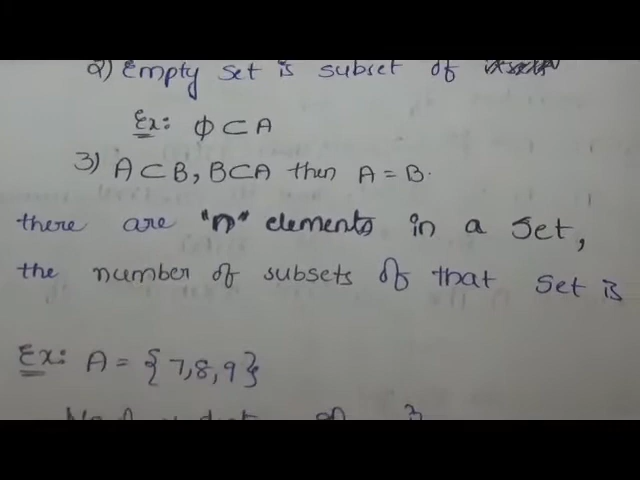 2) Empty set is subset of
Ex: ϕ ⊂ A
3) A ⊂ B, B ⊂ A then A = B.
there are "n" elements in a set,
the number of subsets of that set is
Ex: A = {7,8,9}